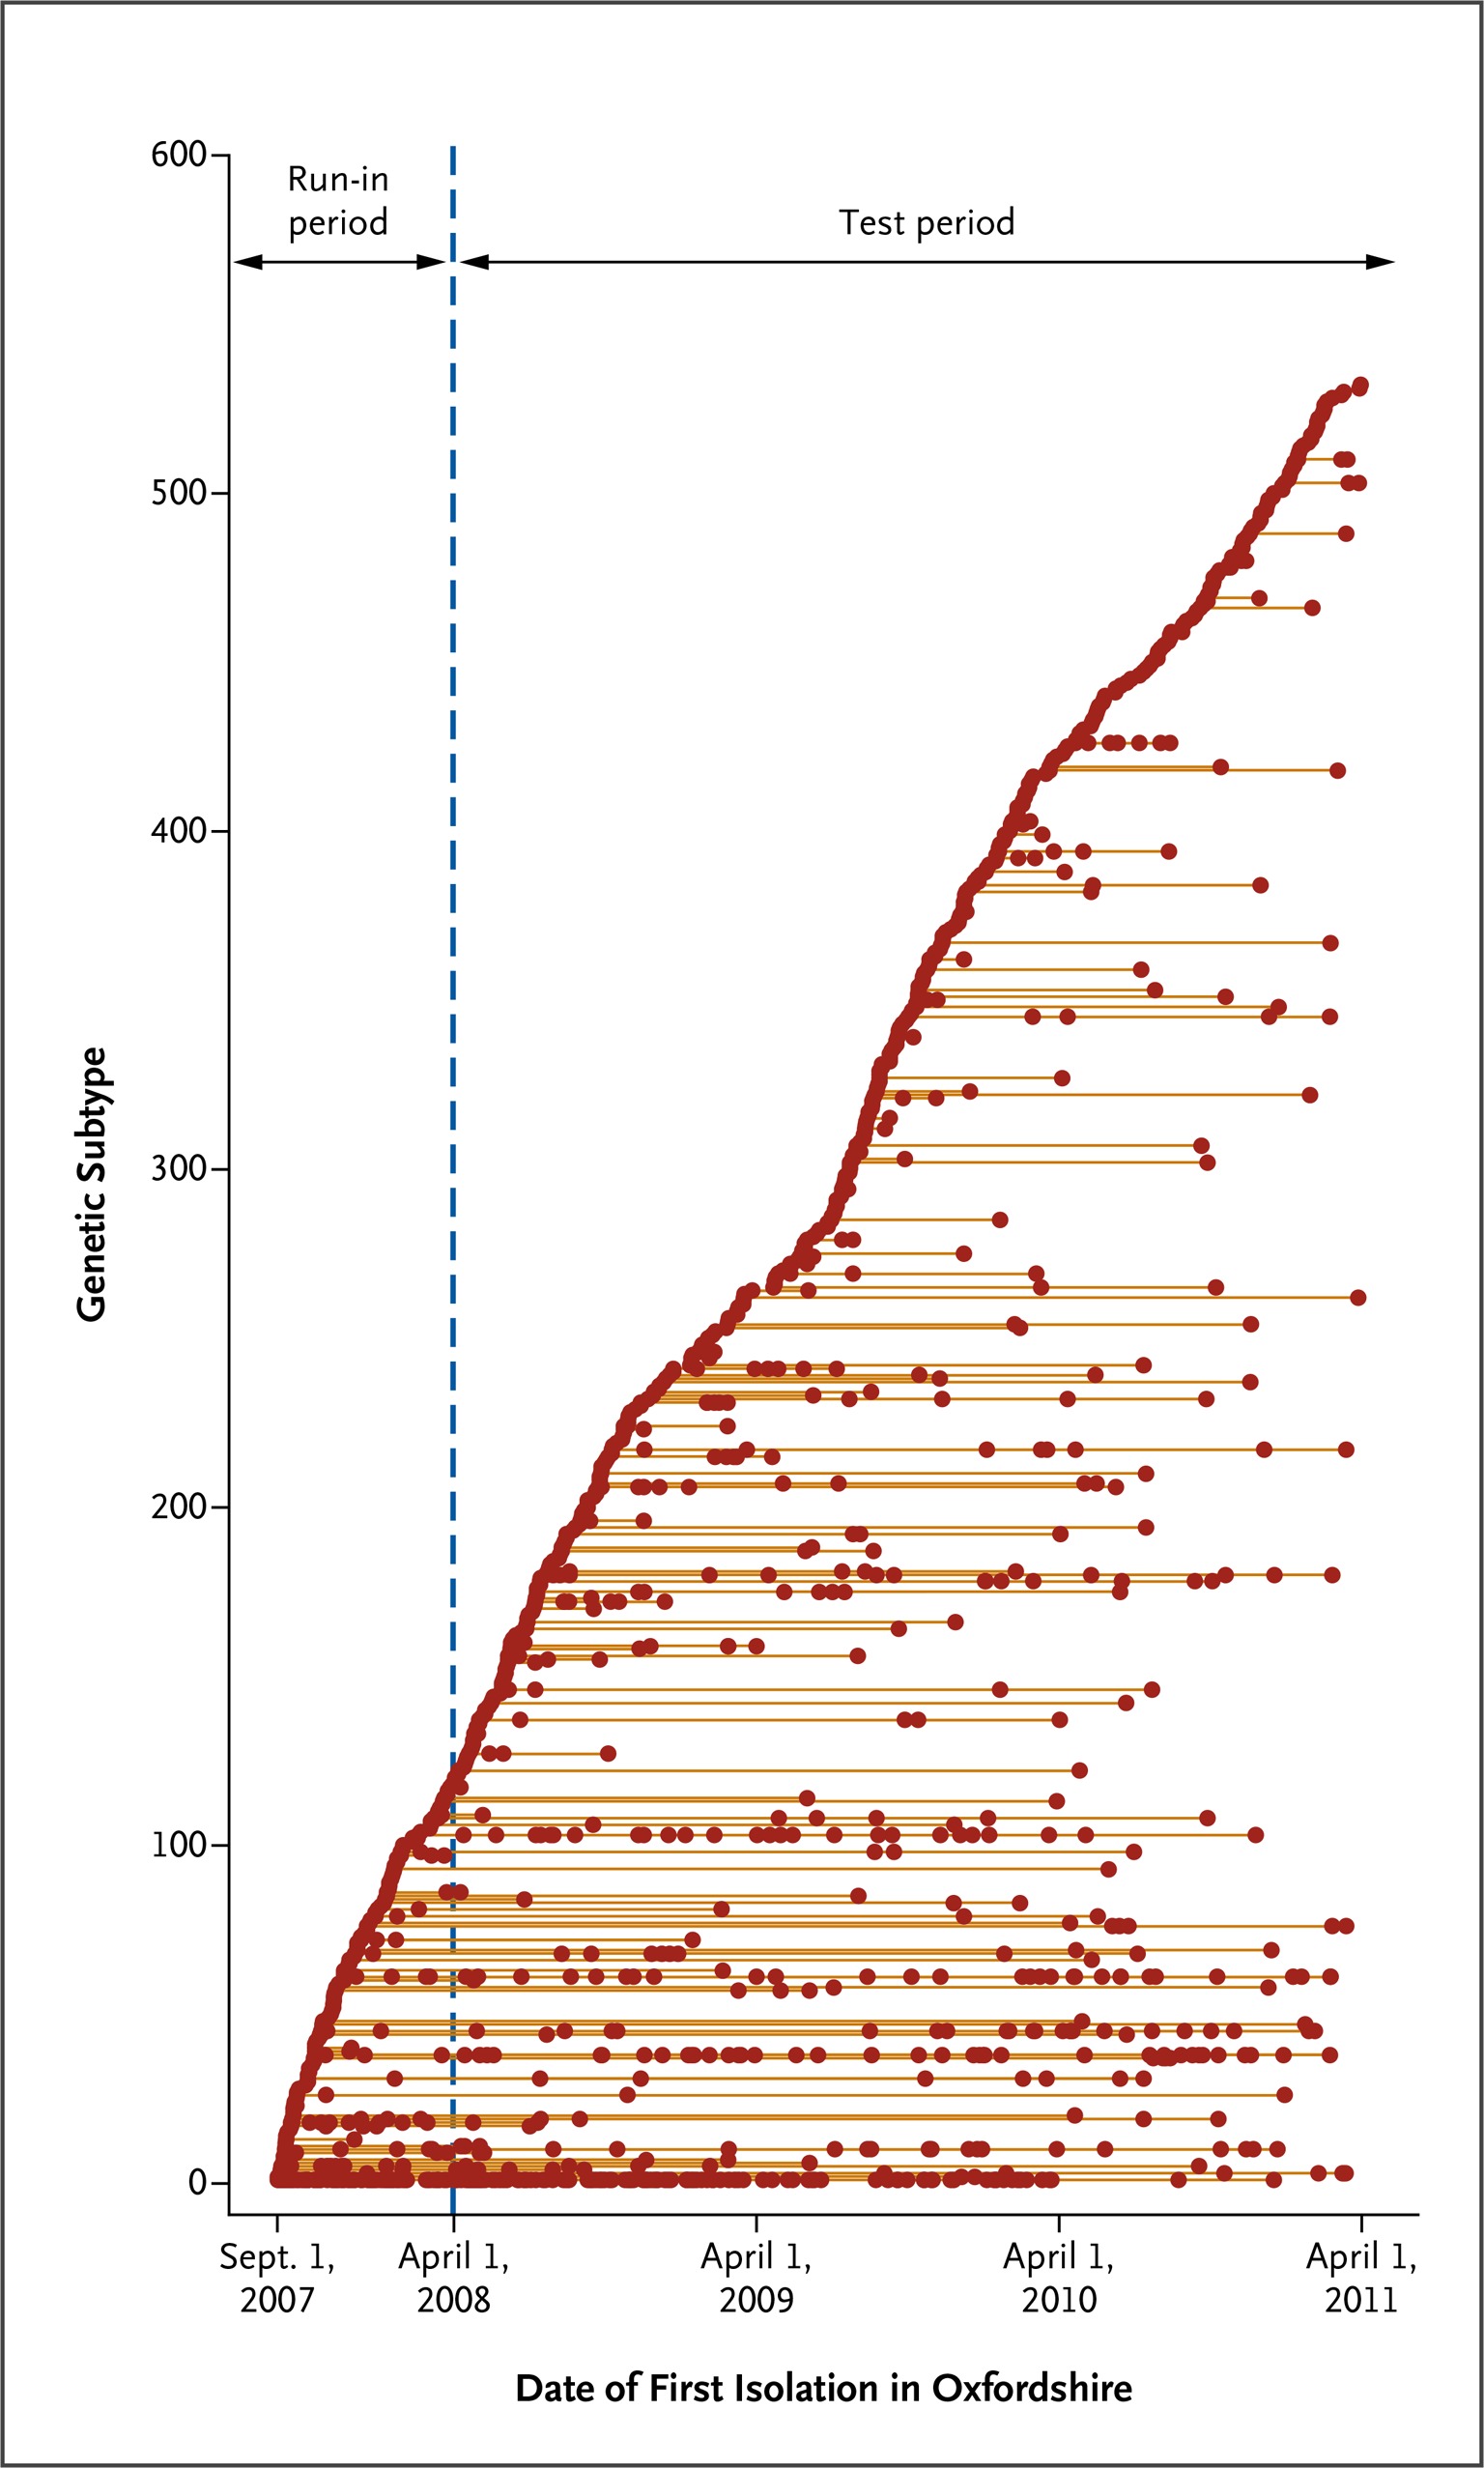 600
Run-in
period
Test period
500
400
300
200
100
0
Genetic Subtype
Sept. 1,
2007
April 1,
2008
April 1,
2009
April 1,
2010
April 1,
2011
Date of First Isolation in Oxfordshire